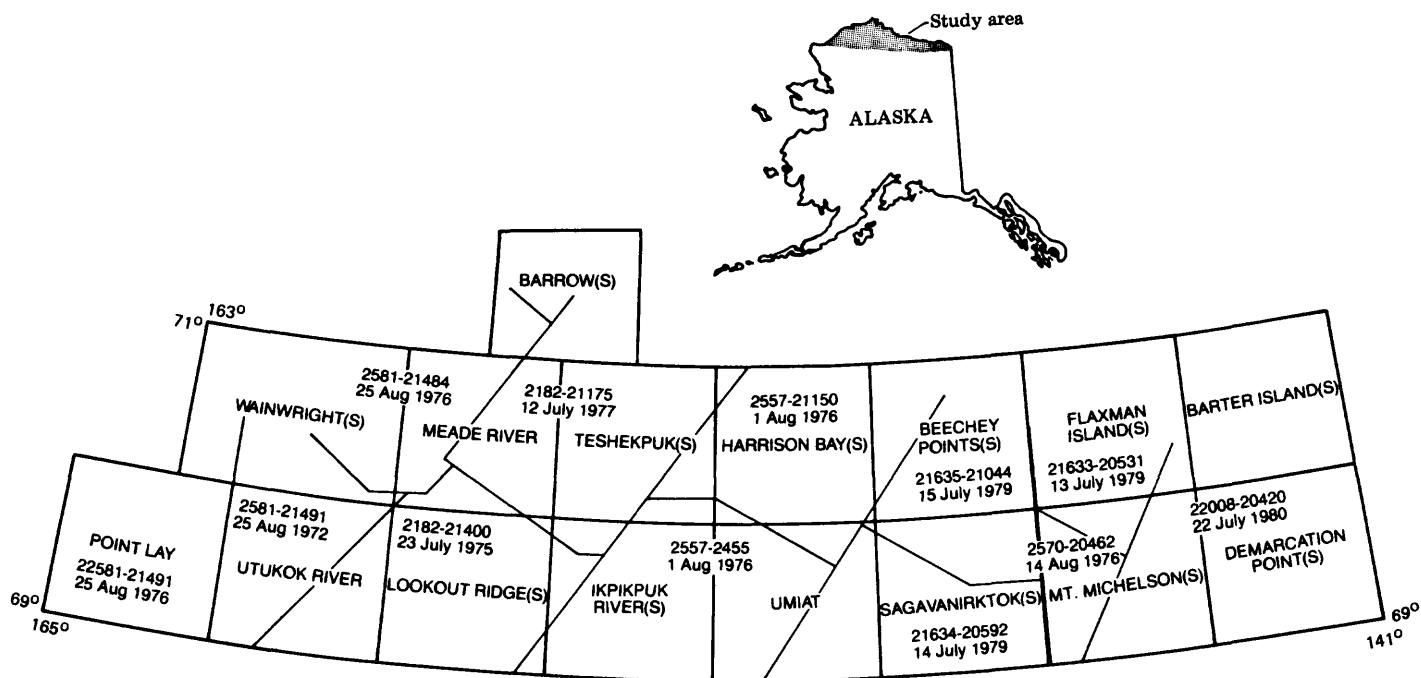 Study area
ALASKA
BARROW(S)
163°
71°
2581-21484
25 Aug 1976
WAINWRIGHT(S)
MEADE RIVER
2182-21175
12 July 1977
TESHEKPUK(S)
2557-21150
1 Aug 1976
HARRISON BAY(S)
BEECHEY
POINTS(S)
21635-21044
15 July 1979
FLAXMAN
ISLAND(S)
21633-20531
13 July 1979
BARTER ISLAND(S)
POINT LAY
22581-21491
25 Aug 1976
2581-21491
25 Aug 1972
UTUKOK RIVER
2182-21400
23 July 1975
LOOKOUT RIDGE(S)
IKPIKPUK
RIVER(S)
2557-2455
1 Aug 1976
UMIAT
SAGAVANIRKTOK(S)
21634-20592
14 July 1979
2570-20462
14 Aug 1976
MT. MICHELSON(S)
22008-20420
22 July 1980
DEMARCATION
POINT(S)
69°
165°
69°
141°